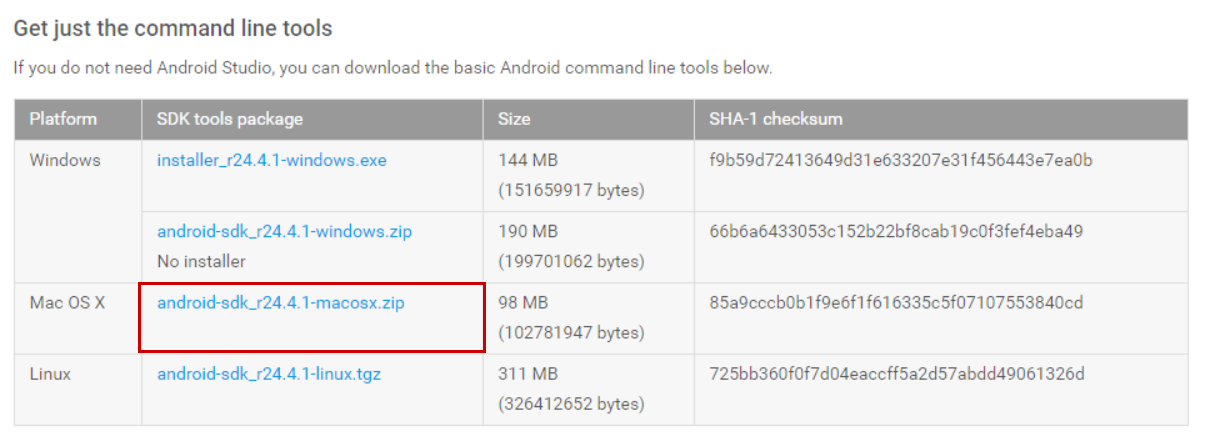 Get just the command line tools
If you do not need Android Studio, you can download the basic Android command line tools below.
Platform SDK tools package Size SHA-1 checksum
Windows installer_r24.4.1-windows.exe 144 MB f9b59d72413649d31e633207e31f456443e7ea0b
(151659917 bytes)
android-sdk_r24.4.1-windows.zip 190 MB 66b6a6433053c152b22bf8cab19c0f3fef4eba49
No installer (199701062 bytes)
Mac OS X android-sdk_r24.4.1-macosx.zip 98 MB 85a9cccb0b1f9e6f1f616335c5f07107553840cd
(102781947 bytes)
Linux android-sdk_r24.4.1-linux.tgz 311 MB 725bb360f0f7d04eaccff5a2d57abdd49061326d
(326412652 bytes)